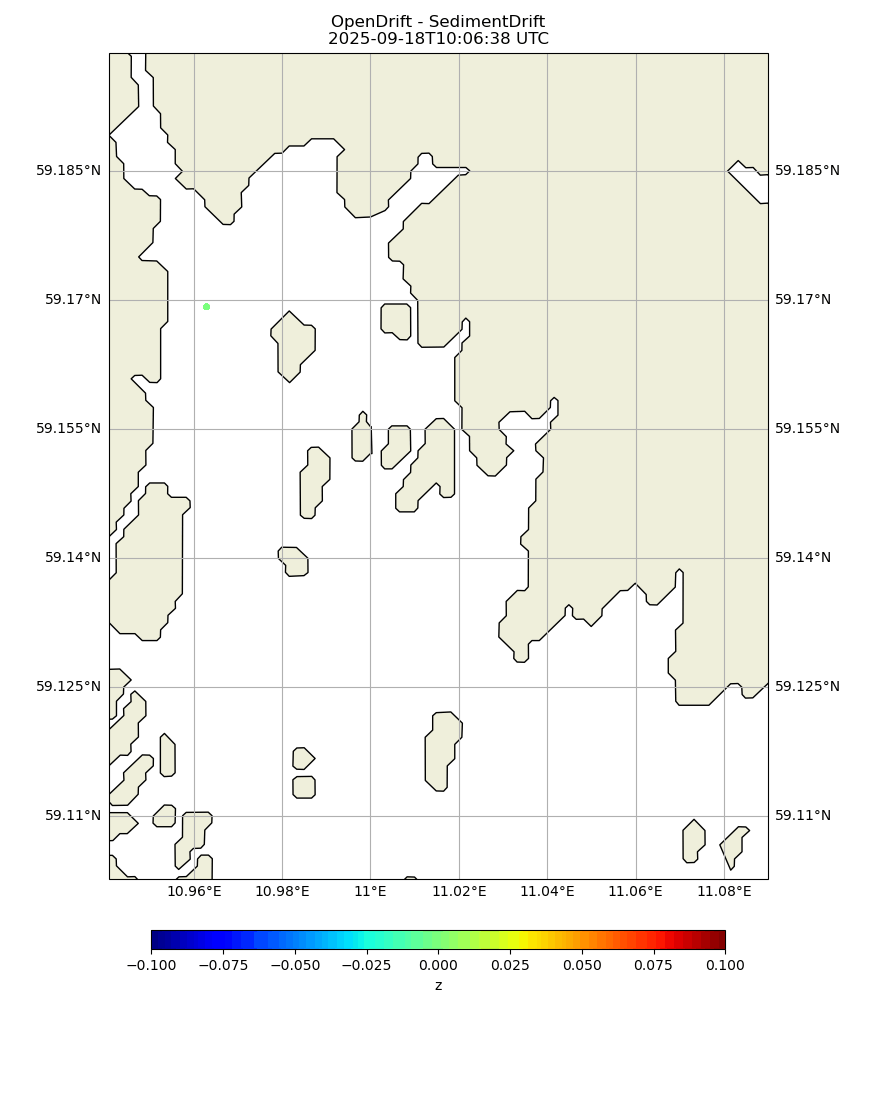 OpenDrift - SedimentDrift
2025-09-18T10:06:38 UTC
59.185°N 59.185°N
59.17°N 59.17°N
59.155°N 59.155°N
59.14°N 59.14°N
59.125°N 59.125°N
59.11°N 59.11°N
10.96°E 10.98°E 11°E 11.02°E 11.04°E 11.06°E 11.08°E
−0.100 −0.075 −0.050 −0.025 0.000 0.025 0.050 0.075 0.100
z